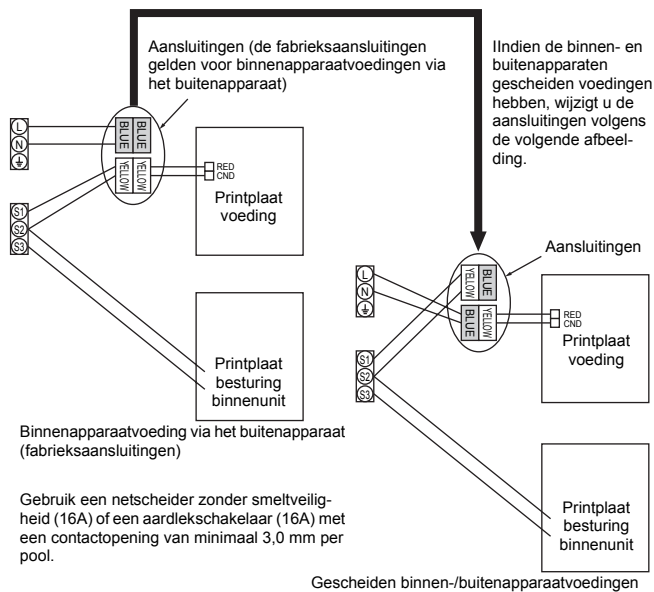 Aansluitingen (de fabrieksaansluitingen
gelden voor binnenapparaatvoedingen via
het buitenapparaat)
IIndien de binnen- en
buitenapparaten
gescheiden voedingen
hebben, wijzigt u de
aansluitingen volgens
de volgende afbeel-
ding.
L
N
BLUE
BLUE
YELLOW
YELLOW
RED
CND
Printplaat
voeding
S1
S2
S3
Printplaat
besturing
binnenunit
Binnenapparaatvoeding via het buitenapparaat
(fabrieksaansluitingen)
Aansluitingen
L
N
YELLOW
BLUE
BLUE
YELLOW
RED
CND
Printplaat
voeding
S1
S2
S3
Printplaat
besturing
binnenunit
Gebruik een netscheider zonder smeltveilig-
heid (16A) of een aardlekschakelaar (16A) met
een contactopening van minimaal 3,0 mm per
pool.
Gescheiden binnen-/buitenapparaatvoedingen